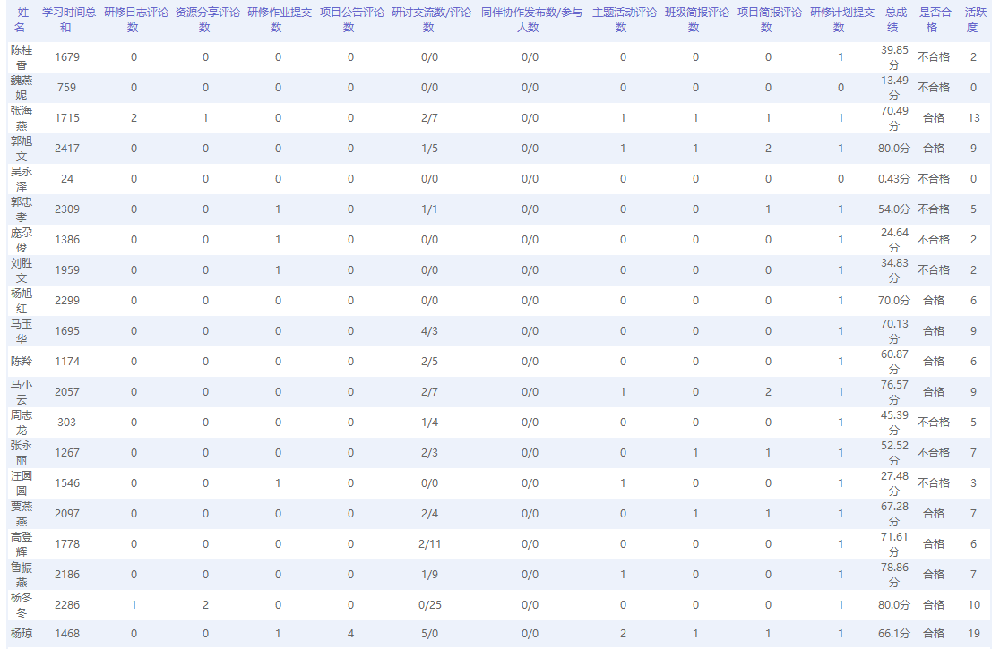 姓名 学习时间总和 研修日志评论数 资源分享评论数 研修作业提交数 项目公告评论数 研讨交流数/评论数 同伴协作发布数/参与人数 主题活动评论数 班级简报评论数 项目简报评论数 研修计划提交数 总成绩 是否合格 活跃度
陈桂香 1679 0 0 0 0 0/0 0/0 0 0 0 1 39.85分 不合格 2
魏燕妮 759 0 0 0 0 0/0 0/0 0 0 0 0 13.49分 不合格 0
张海燕 1715 2 1 0 0 2/7 0/0 1 1 1 1 70.49分 合格 13
郭旭文 2417 0 0 0 0 1/5 0/0 1 1 2 1 80.0分 合格 9
吴永泽 24 0 0 0 0 0/0 0/0 0 0 0 0 0.43分 不合格 0
郭忠孝 2309 0 0 1 0 1/1 0/0 0 0 1 1 54.0分 不合格 5
庞尕俊 1386 0 0 1 0 0/0 0/0 0 0 0 1 24.64分 不合格 2
刘胜文 1959 0 0 1 0 0/0 0/0 0 0 0 1 34.83分 不合格 2
杨旭红 2299 0 0 0 0 0/0 0/0 0 0 0 1 70.0分 合格 6
马玉华 1695 0 0 0 0 4/3 0/0 0 0 0 1 70.13分 合格 9
陈羚 1174 0 0 0 0 2/5 0/0 0 0 0 1 60.87分 合格 6
马小云 2057 0 0 0 0 2/7 0/0 1 0 2 1 76.57分 合格 9
周志龙 303 0 0 0 0 1/4 0/0 0 0 0 1 45.39分 不合格 5
张永丽 1267 0 0 0 0 2/3 0/0 0 1 1 1 52.52分 不合格 7
汪圆圆 1546 0 0 1 0 0/0 0/0 1 0 0 1 27.48分 不合格 3
贾燕燕 2097 0 0 0 0 2/4 0/0 0 1 1 1 67.28分 合格 7
高登辉 1778 0 0 0 0 2/11 0/0 0 0 0 1 71.61分 合格 6
鲁振燕 2186 0 0 0 0 1/9 0/0 1 0 0 1 78.86分 合格 7
杨冬冬 2286 1 2 0 0 0/25 0/0 0 0 0 1 80.0分 合格 10
杨琼 1468 0 0 1 4 5/0 0/0 2 1 1 1 66.1分 合格 19